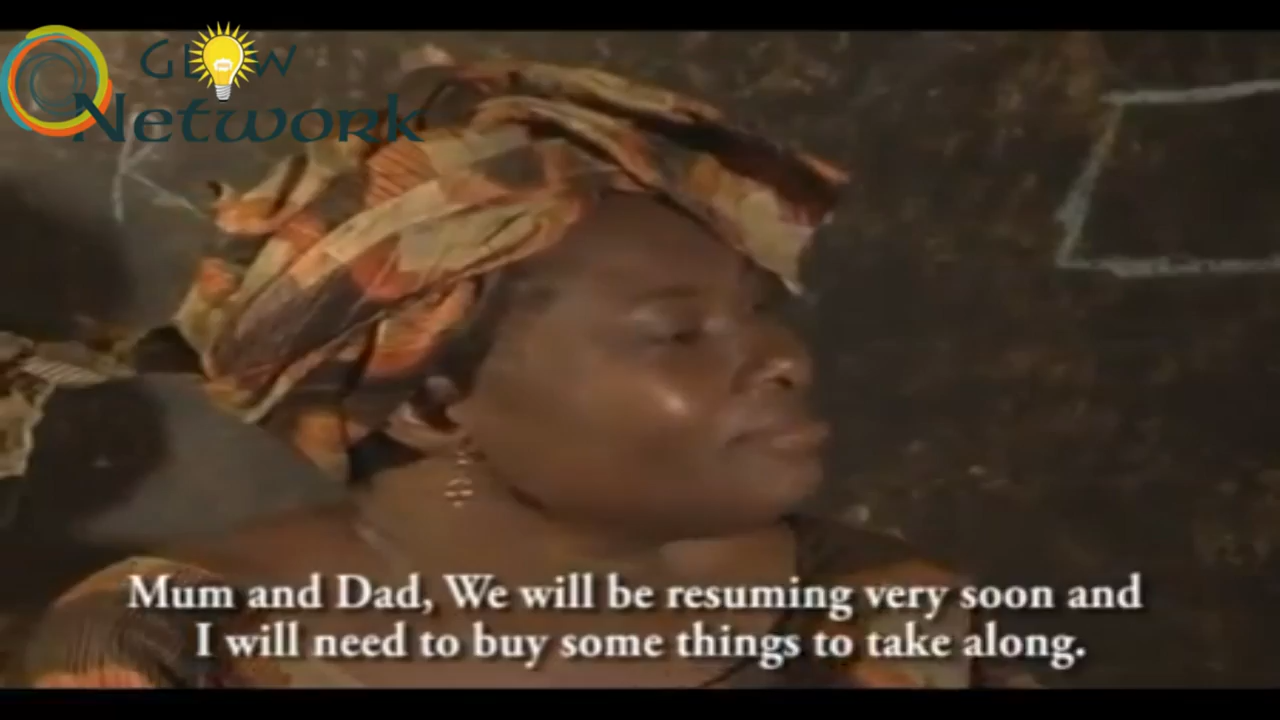 GLOW
Network
Mum and Dad, We will be resuming very soon and
I will need to buy some things to take along.